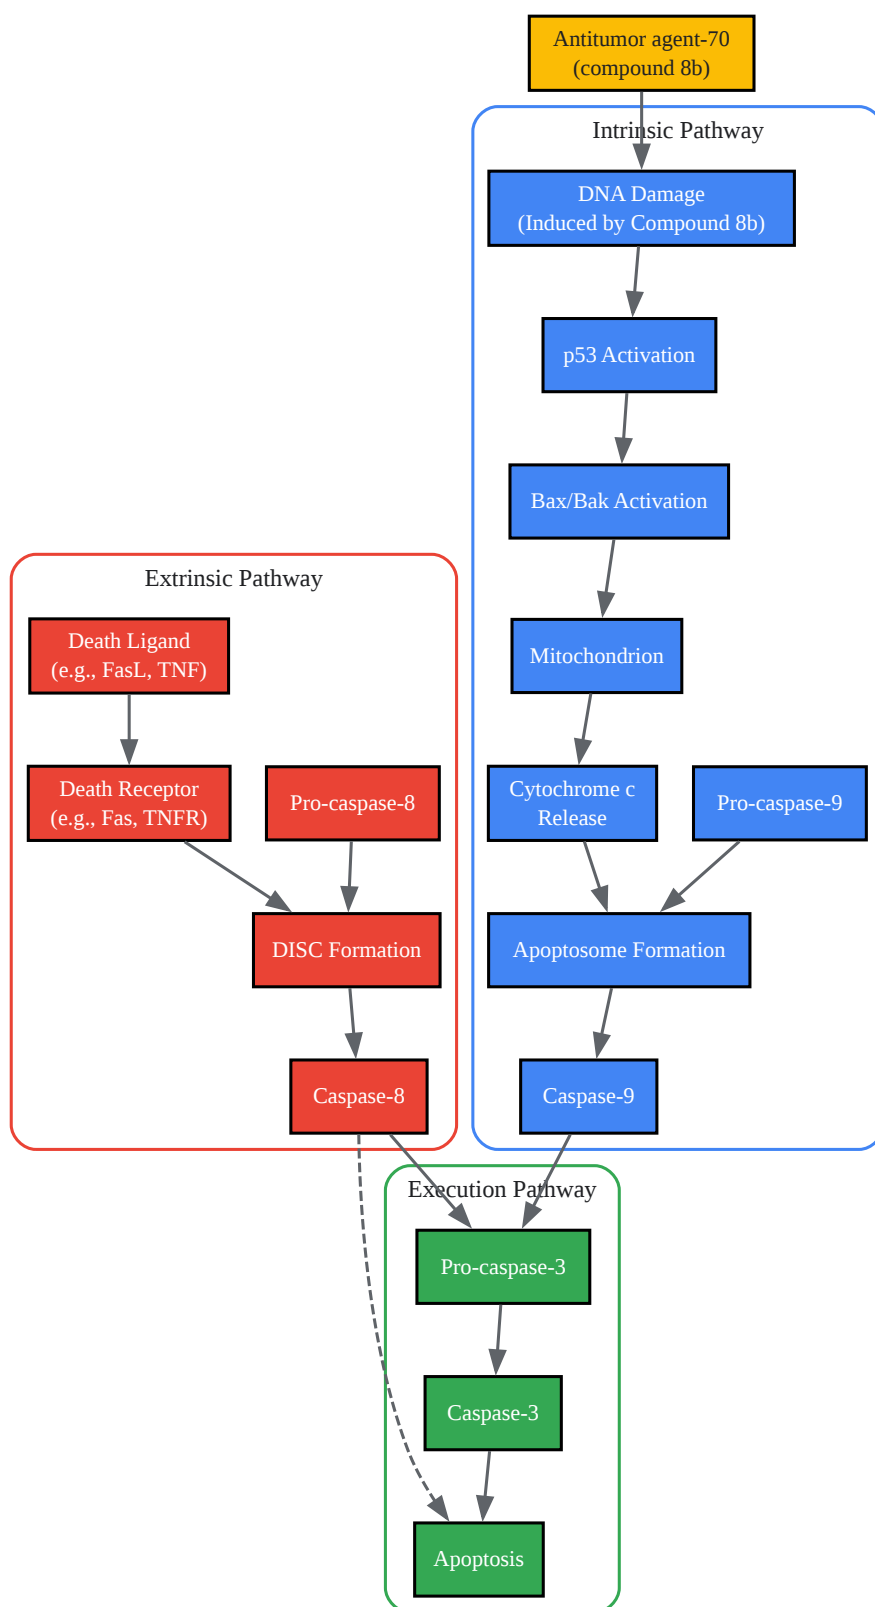 Antitumor agent-70
(compound 8b)
Intrinsic Pathway
DNA Damage
(Induced by Compound 8b)
p53 Activation
Bax/Bak Activation
Extrinsic Pathway
Death Ligand
(e.g., FasL, TNF)
Mitochondrion
Death Receptor
(e.g., Fas, TNFR)
Pro-caspase-8
Cytochrome c
Release
Pro-caspase-9
DISC Formation
Apoptosome Formation
Caspase-8
Caspase-9
Execution Pathway
Pro-caspase-3
Caspase-3
Apoptosis